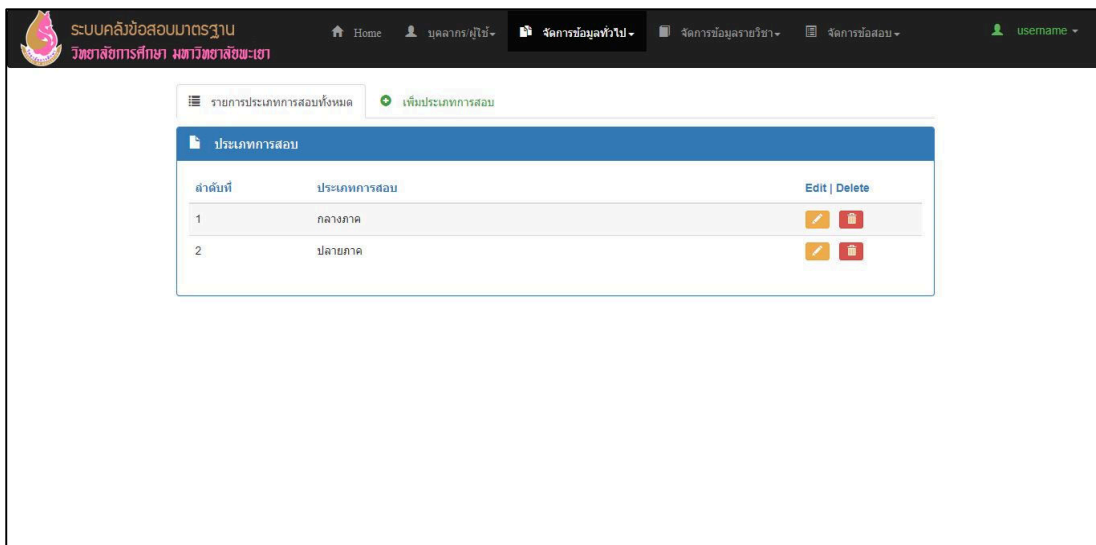 ระบบคลังข้อสอบมาตรฐาน
วิทยาลัยการศึกษา มหาวิทยาลัยพะเยา
Home บุคลากร/ผู้ใช้ จัดการข้อมูลทั่วไป จัดการข้อมูลรายวิชา จัดการข้อสอบ username
รายการประเภทการสอบทั้งหมด เพิ่มประเภทการสอบ
ประเภทการสอบ
ลำดับที่ ประเภทการสอบ Edit | Delete
1 กลางภาค
2 ปลายภาค